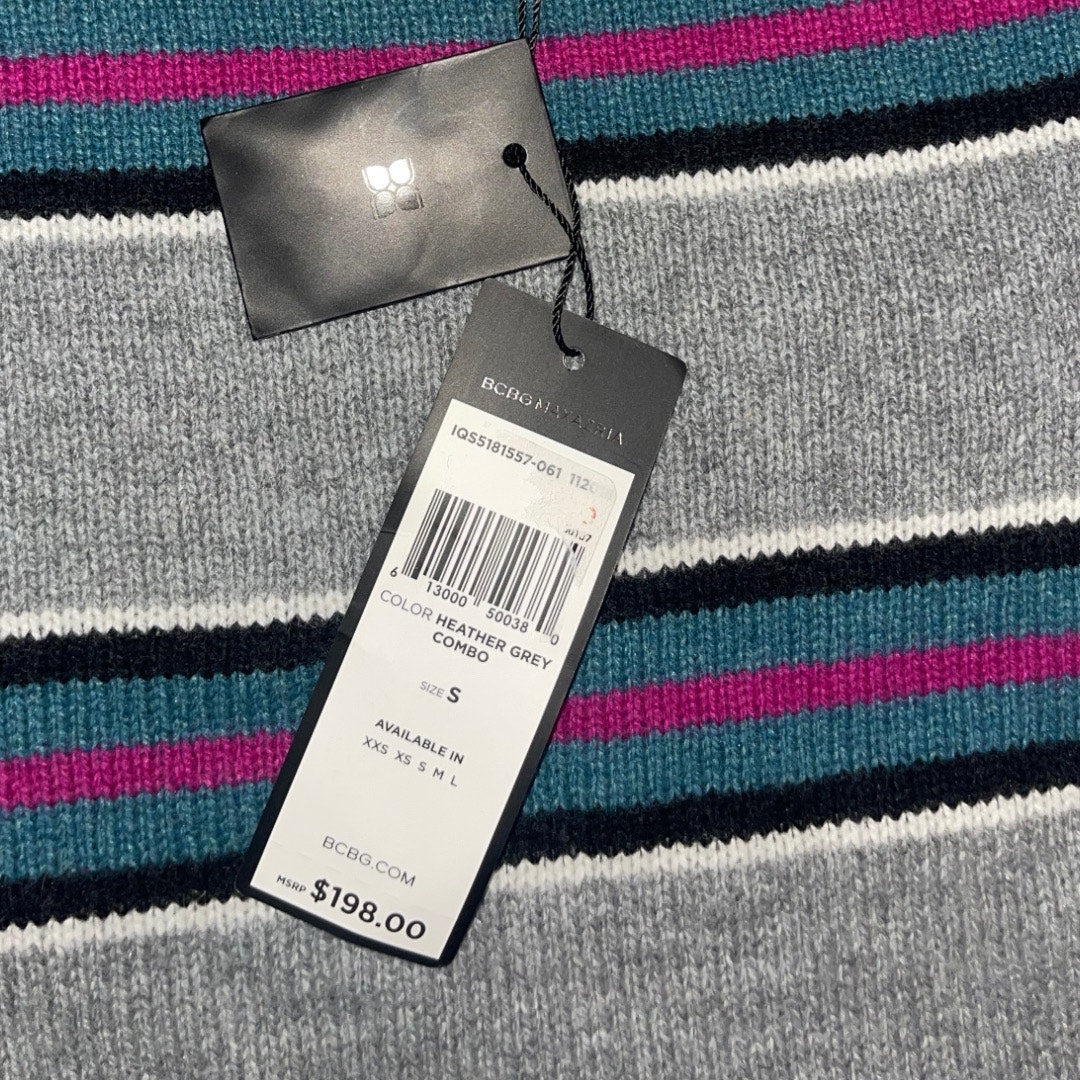 BCBGMAXAZRIA
IQS5181557-061
6 13000 50038 0
COLOR HEATHER GREY
COMBO
SIZE S
AVAILABLE IN
XXS XS S M L
BCBG.COM
MSRP $198.00